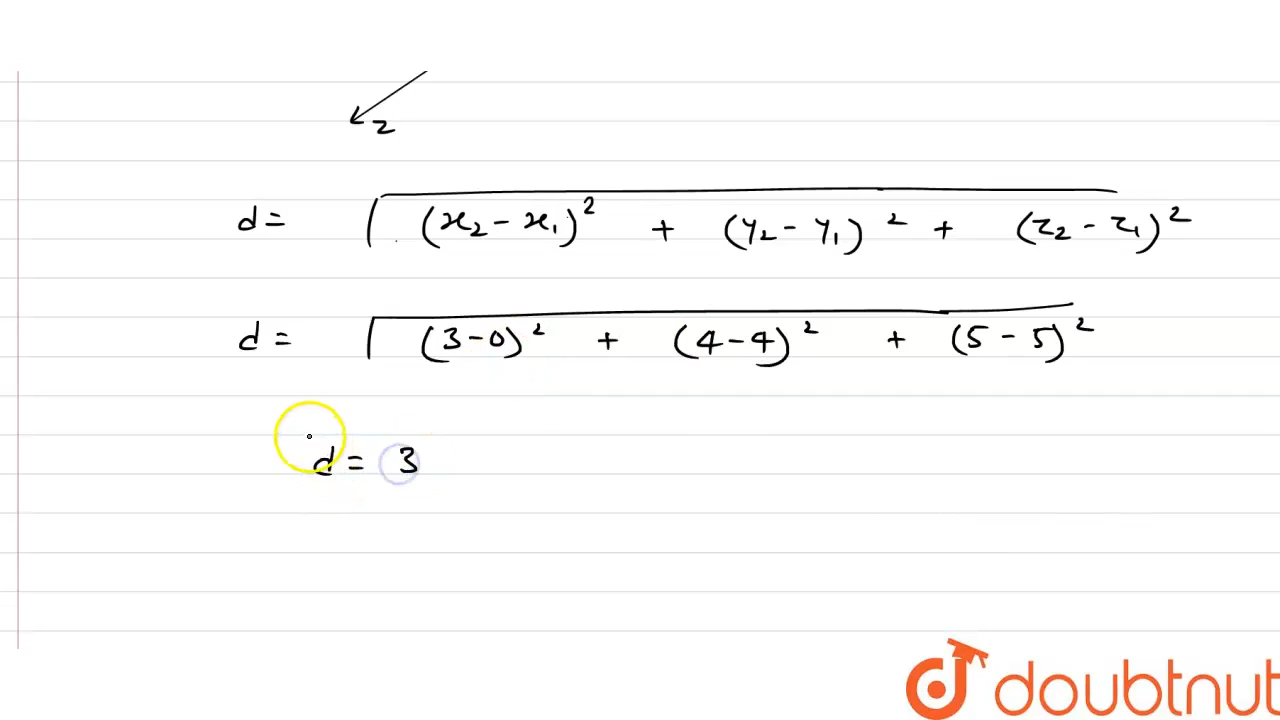 z
d = √(x₂ - x₁)² + (y₂ - y₁)² + (z₂ - z₁)²
d = √(3-0)² + (4-4)² + (5-5)²
d = 3
doubtnut